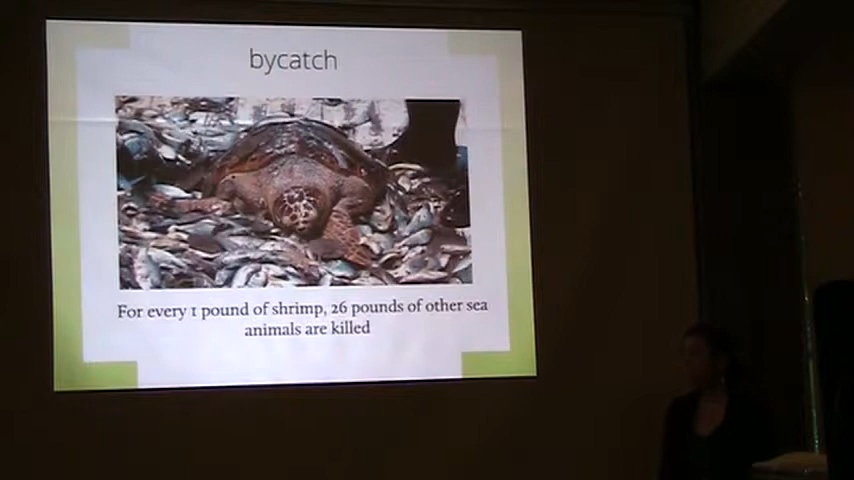 bycatch
For every 1 pound of shrimp, 26 pounds of other sea
animals are killed